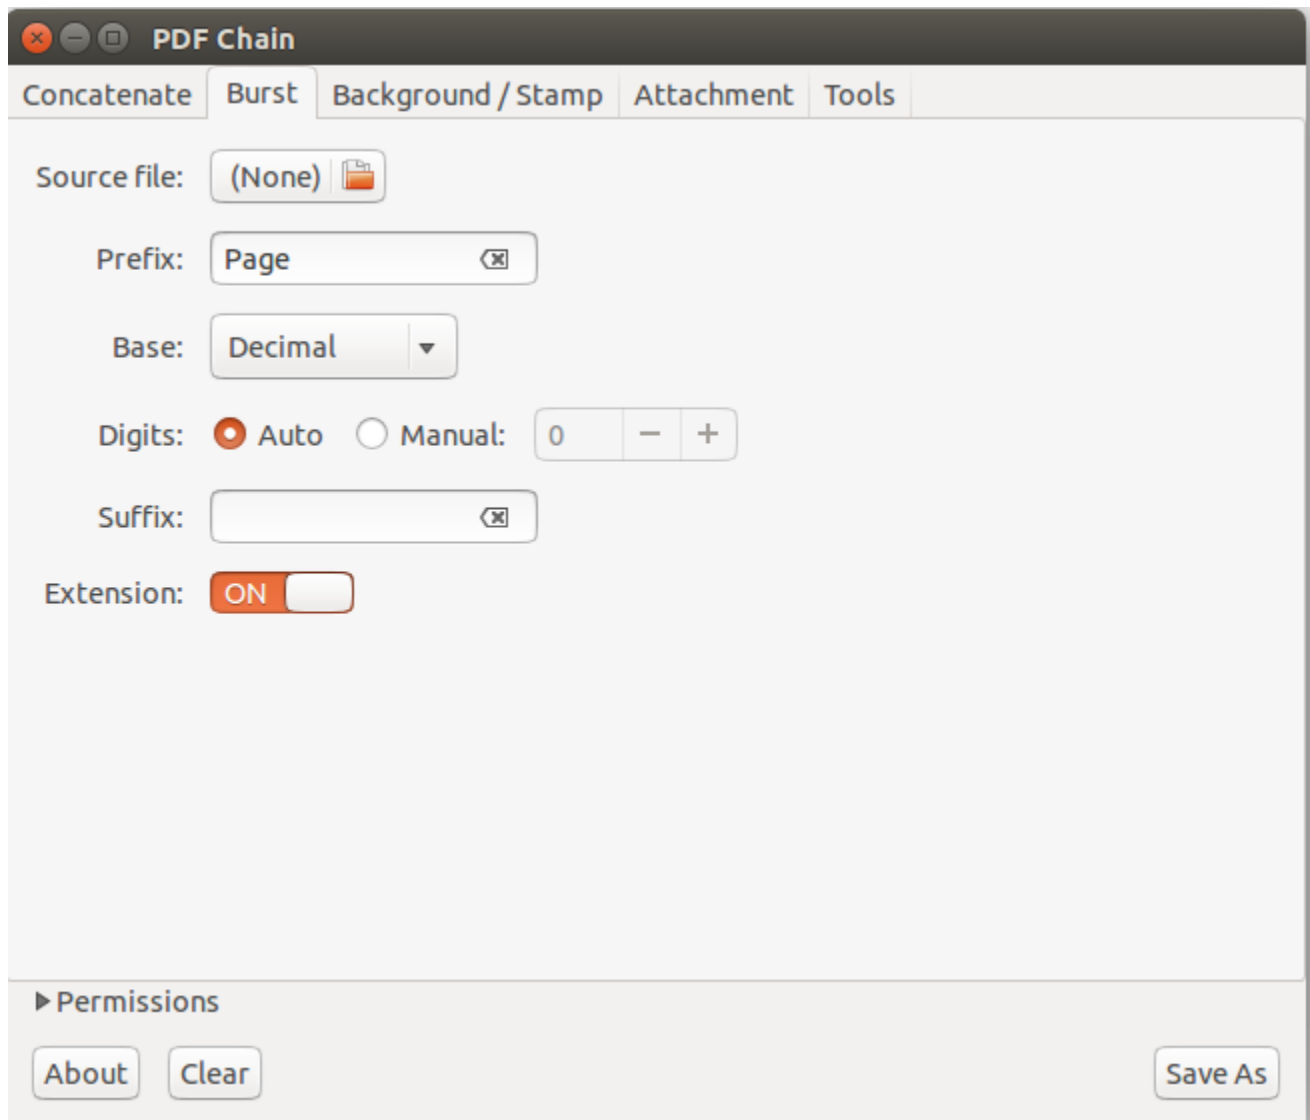 PDF Chain
Concatenate Burst Background / Stamp Attachment Tools
Source file: (None)
Prefix: Page
Base: Decimal
Digits: Auto Manual: 0 − +
Suffix:
Extension: ON
Permissions
About Clear Save As